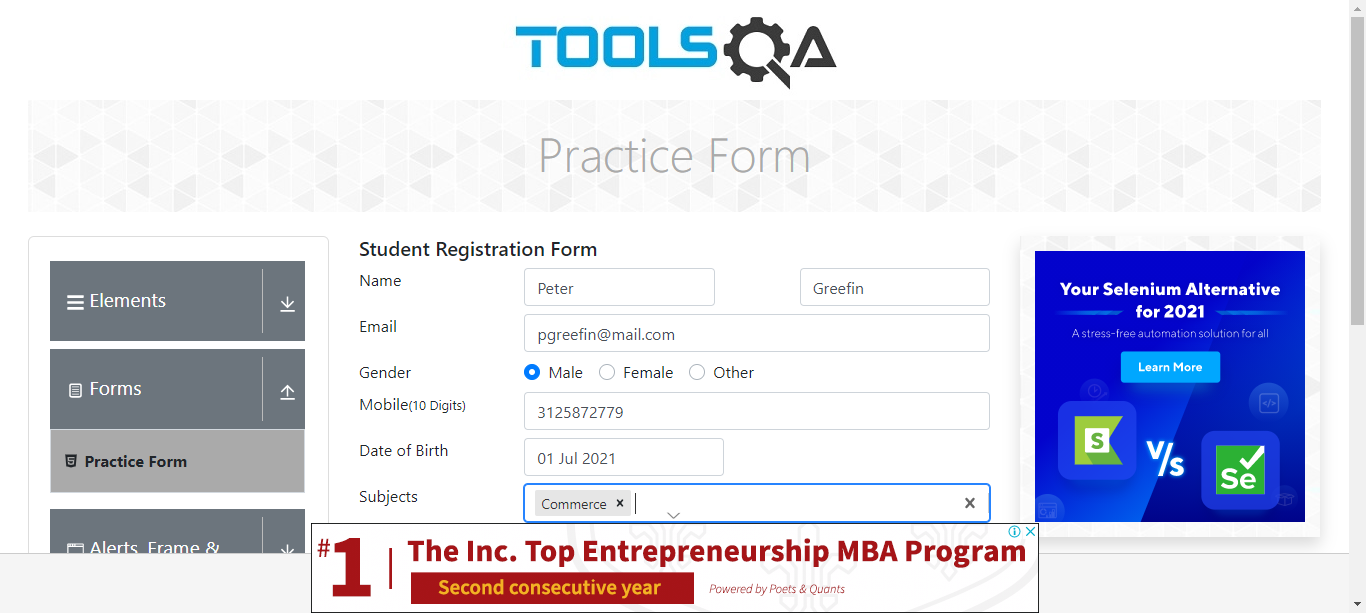 TOOLSQA
Practice Form
Elements
Forms
Practice Form
Alerts, Frame &
Student Registration Form
Name
Peter
Greefin
Email
pgreefin@mail.com
Gender
Male
Female
Other
Mobile(10 Digits)
3125872779
Date of Birth
01 Jul 2021
Subjects
Commerce
Your Selenium Alternative
for 2021
A stress-free automation solution for all
Learn More
S
V/s
Se
#1
The Inc. Top Entrepreneurship MBA Program
Second consecutive year
Powered by Poets & Quants